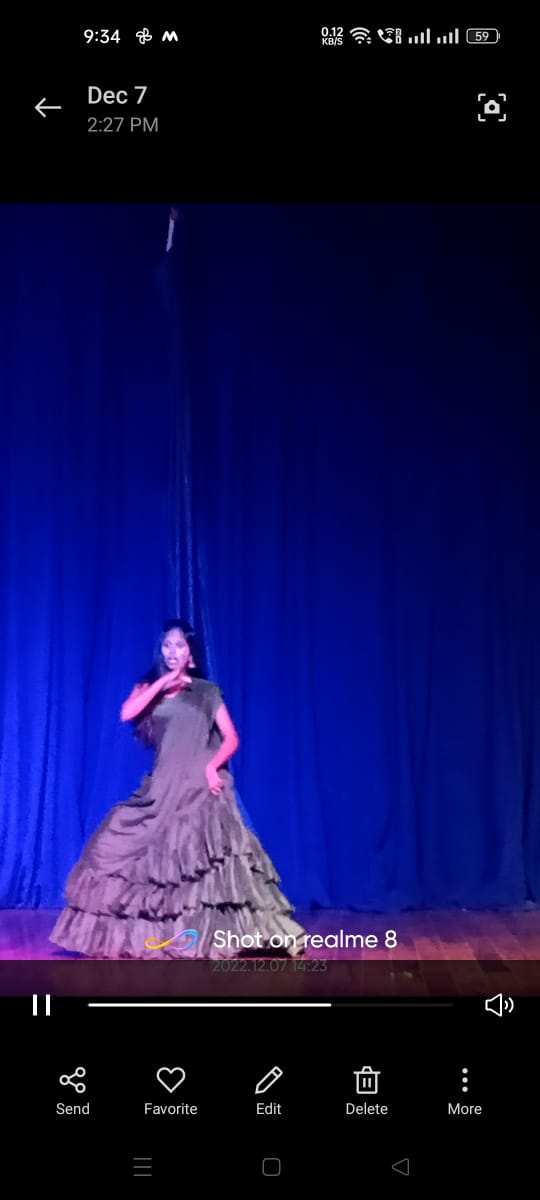 9:34
0.12
KB/S
59
Dec 7
2:27 PM
Shot on realme 8
2022.12.07 14:23
Send
Favorite
Edit
Delete
More